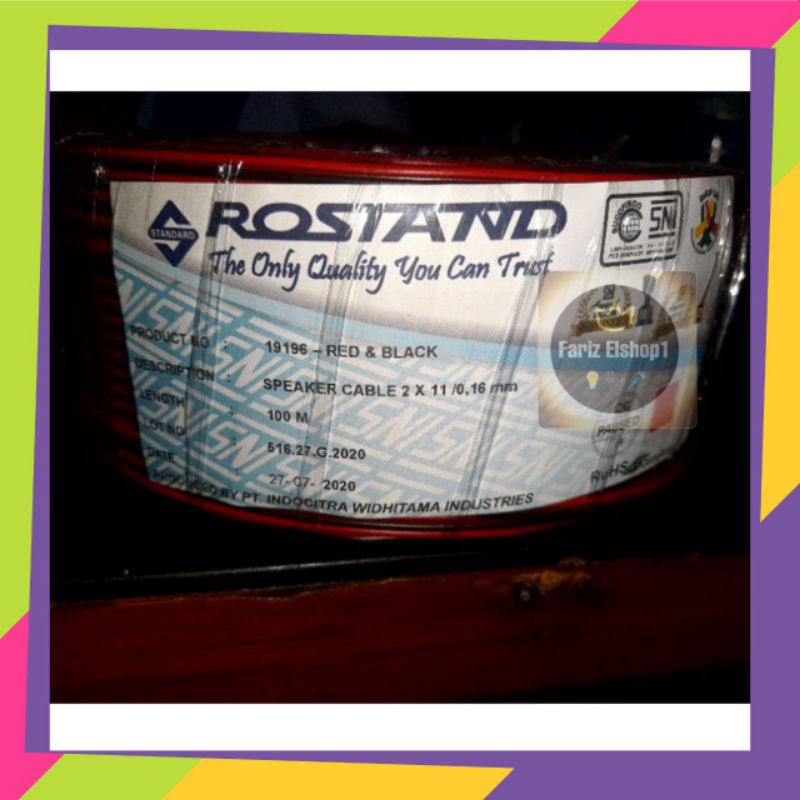 STANDARD
ROSTAND
The Only Quality You Can Trust
SUCOFINDO
SNI
PRODUCT NO : 19196 – RED & BLACK
DESCRIPTION : SPEAKER CABLE 2 X 11 /0,16 mm
LENGTH : 100 M
LOT NO : 516.27.G.2020
DATE : 27-07- 2020
PRODUCED BY PT. INDOCITRA WIDHITAMA INDUSTRIES
Fariz Elshop1
PASSED
RoHS